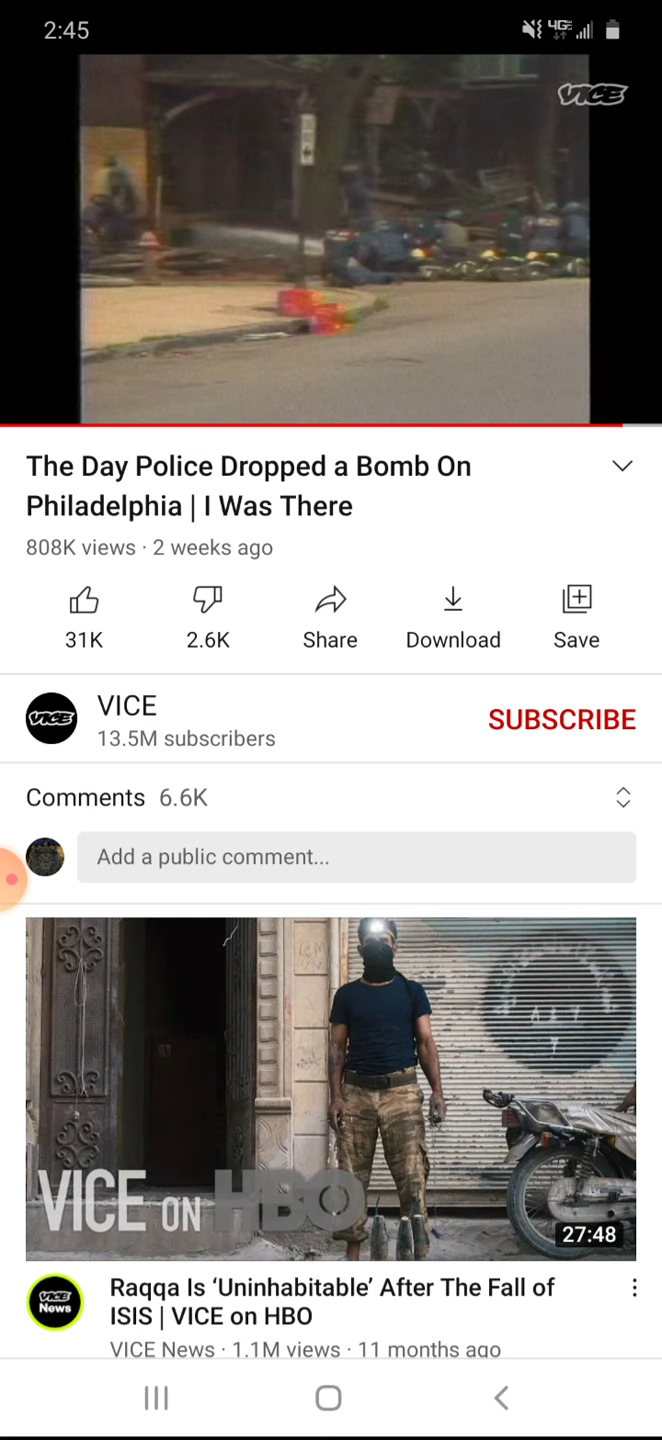 2:45
4GE
VICE
The Day Police Dropped a Bomb On
Philadelphia | I Was There
808K views · 2 weeks ago
31K
2.6K
Share
Download
Save
VICE
VICE
13.5M subscribers
SUBSCRIBE
Comments 6.6K
Add a public comment...
VICE ON HBO
27:48
VICE
News
Raqqa Is ‘Uninhabitable’ After The Fall of
ISIS | VICE on HBO
VICE News · 1.1M views · 11 months ago